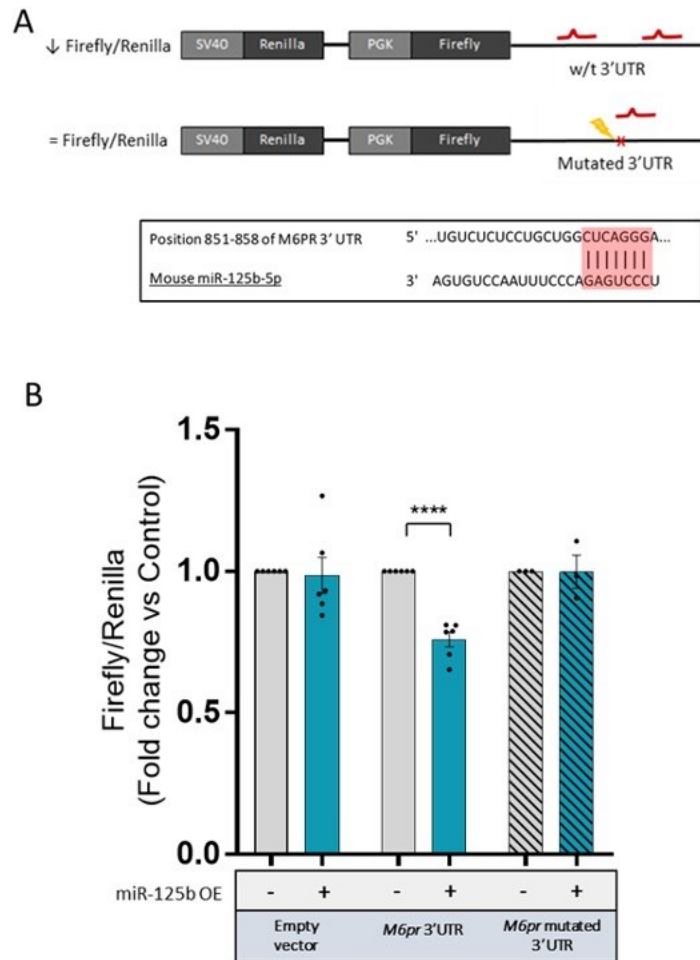 A
↓ Firefly/Renilla SV40 Renilla PGK Firefly
w/t 3'UTR
= Firefly/Renilla SV40 Renilla PGK Firefly
Mutated 3'UTR
Position 851-858 of M6PR 3' UTR 5' ...UGUCUCUCCUGCUGGCUCAGGGA...
Mouse miR-125b-5p 3' AGUGUCCAAUUUCCCAGAGUCCCU
B
Firefly/Renilla
(Fold change vs Control)
1.5
1.0
0.5
0.0
****
miR-125b OE - + - + - +
Empty vector
M6pr 3'UTR
M6pr mutated 3'UTR